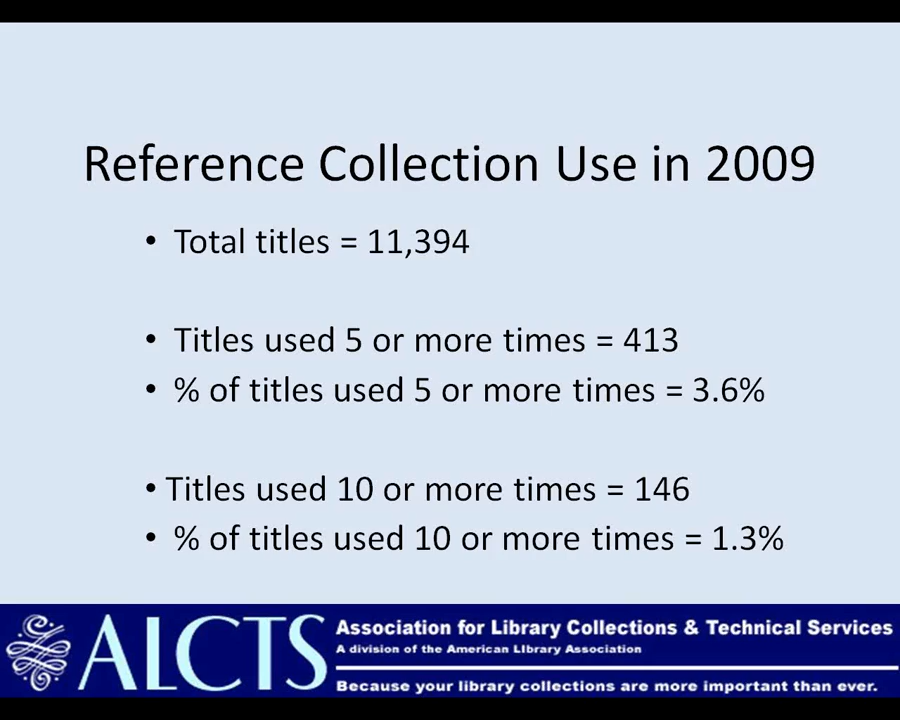 Reference Collection Use in 2009
• Total titles = 11,394
• Titles used 5 or more times = 413
• % of titles used 5 or more times = 3.6%
• Titles used 10 or more times = 146
• % of titles used 10 or more times = 1.3%
ALCTS
Association for Library Collections & Technical Services
A division of the American Library Association
Because your library collections are more important than ever.